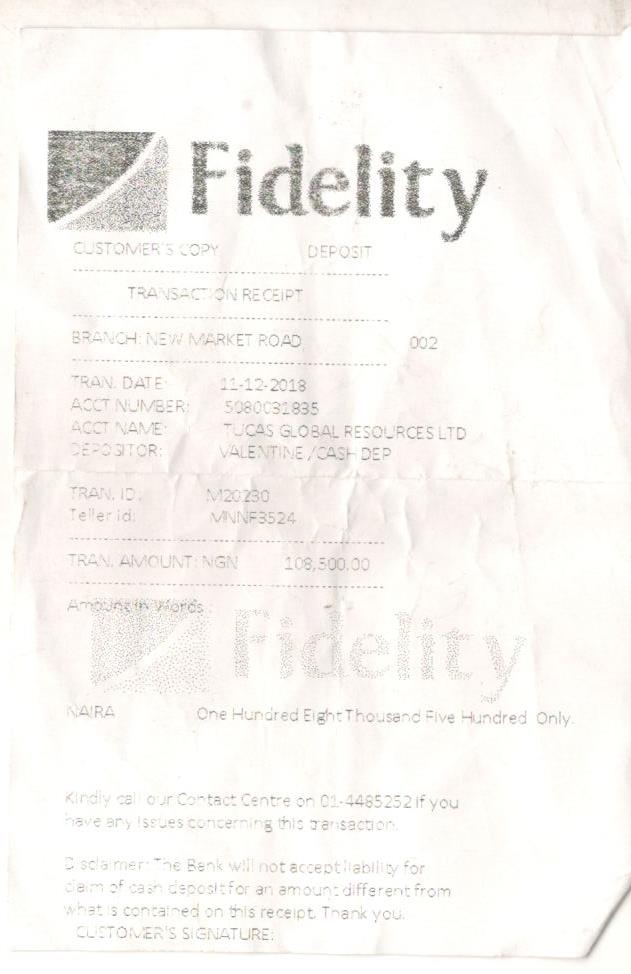 Fidelity
CUSTOMER'S COPY DEPOSIT
TRANSACTION RECEIPT
BRANCH: NEW MARKET ROAD 002
TRAN. DATE: 11-12-2018
ACCT NUMBER: 5080031835
ACCT NAME: TUCAS GLOBAL RESOURCES LTD
DEPOSITOR: VALENTINE /CASH DEP
TRAN. ID: M20230
Teller id: MNNF3524
TRAN. AMOUNT: NGN 108,500.00
Amount in Words :
Fidelity
NAIRA One Hundred Eight Thousand Five Hundred Only.
Kindly call our Contact Centre on 01-4485252 if you
have any issues concerning this transaction.
Disclaimer: The Bank will not accept liability for
claim of cash deposit for an amount different from
what is contained on this receipt. Thank you.
CUSTOMER'S SIGNATURE: